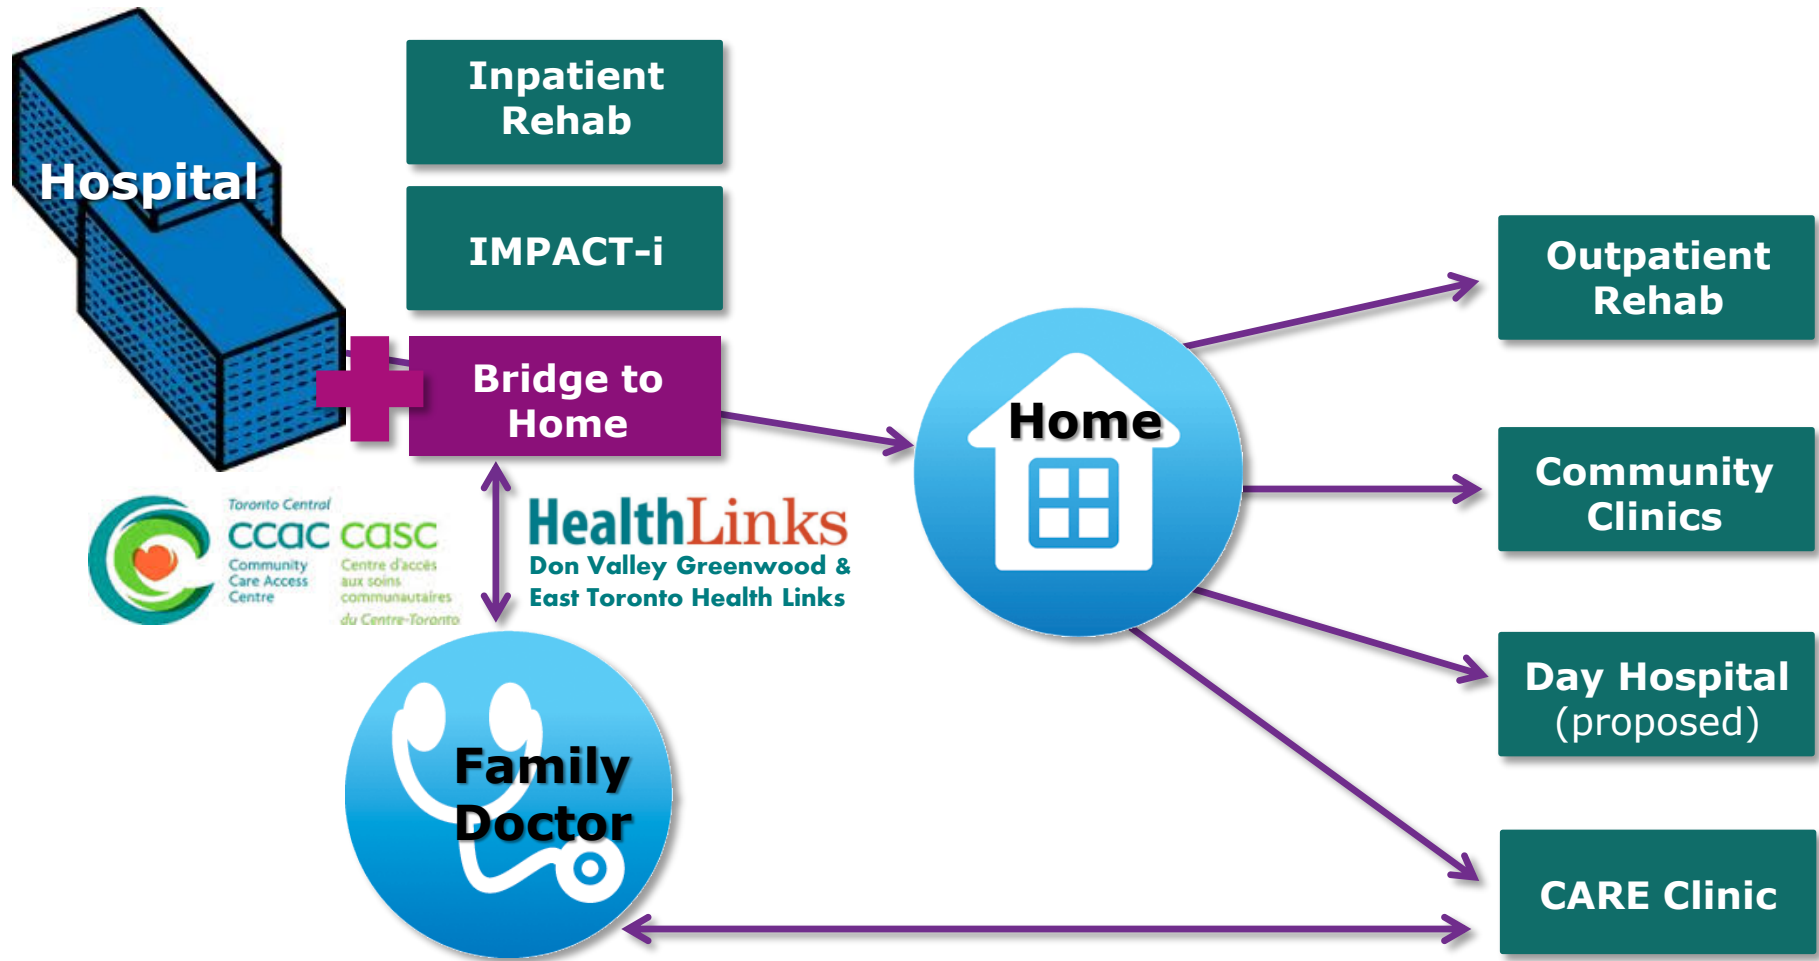 Hospital
Inpatient
Rehab
IMPACT-i
Bridge to
Home
Toronto Central
ccac casc
Community
Care Access
Centre
Centre d'accès
aux soins
communautaires
du Centre-Toronto
HealthLinks
Don Valley Greenwood &
East Toronto Health Links
Family
Doctor
Home
Outpatient
Rehab
Community
Clinics
Day Hospital
(proposed)
CARE Clinic